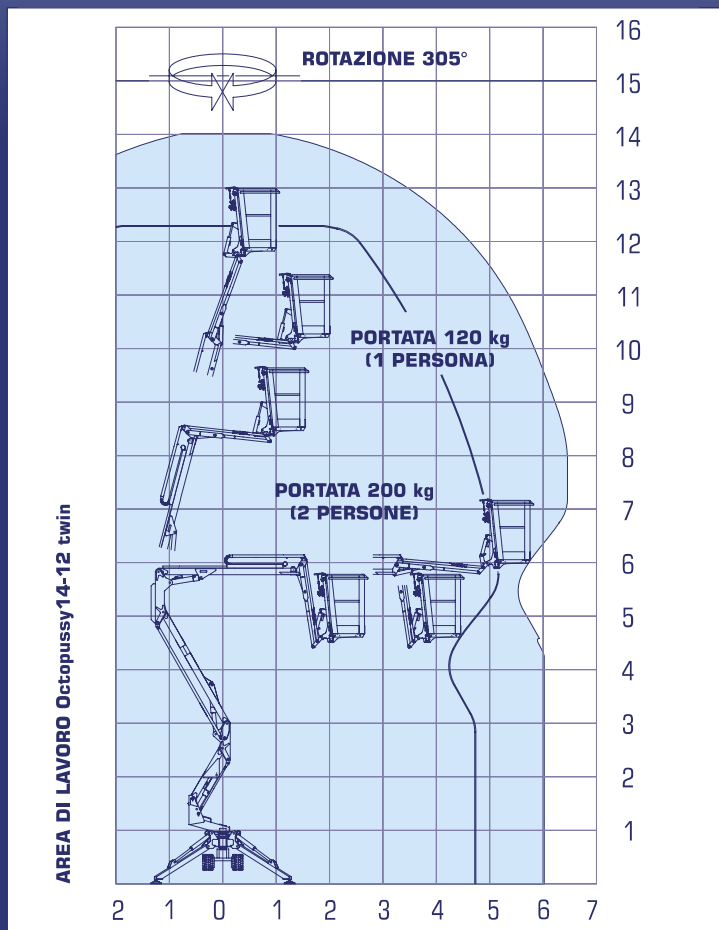 16
ROTAZIONE 305°
15
14
13
12
11
PORTATA 120 kg
(1 PERSONA)
10
9
8
PORTATA 200 kg
(2 PERSONE)
7
6
5
4
3
2
1
AREA DI LAVORO Octopussy14-12 twin
2 1 0 1 2 3 4 5 6 7